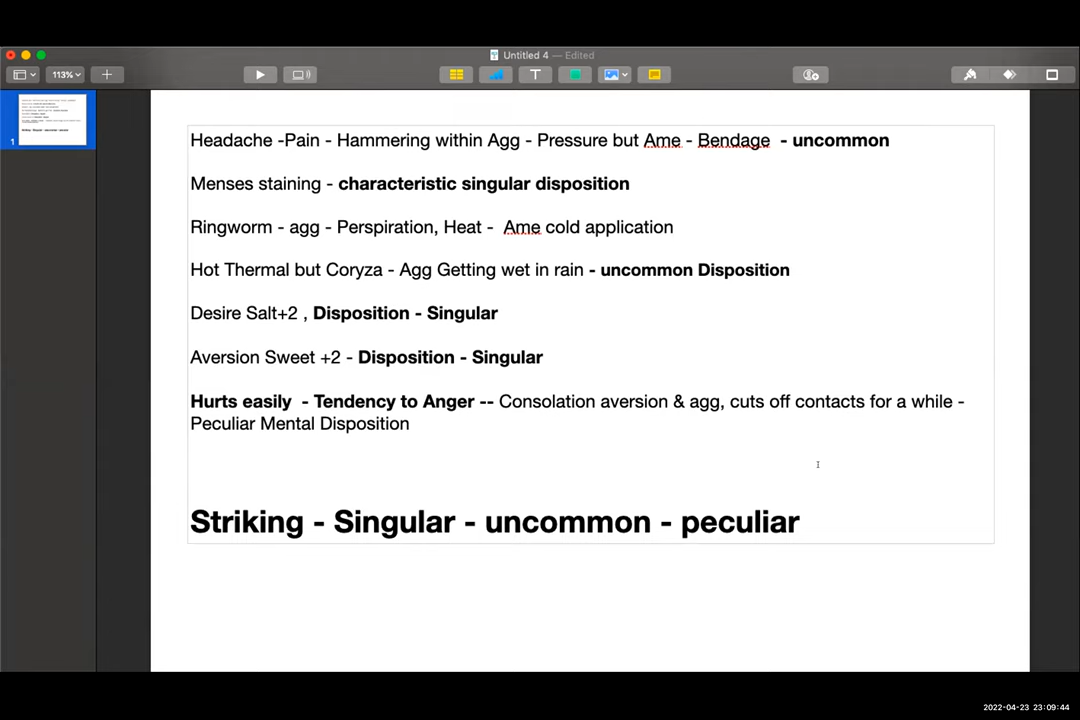 Untitled 4 — Edited
113%
1
Headache -Pain - Hammering within Agg - Pressure but Ame - Bendage - uncommon
Menses staining - characteristic singular disposition
Ringworm - agg - Perspiration, Heat - Ame cold application
Hot Thermal but Coryza - Agg Getting wet in rain - uncommon Disposition
Desire Salt+2 , Disposition - Singular
Aversion Sweet +2 - Disposition - Singular
Hurts easily - Tendency to Anger -- Consolation aversion & agg, cuts off contacts for a while -
Peculiar Mental Disposition
Striking - Singular - uncommon - peculiar
2022-04-23 23:09:44